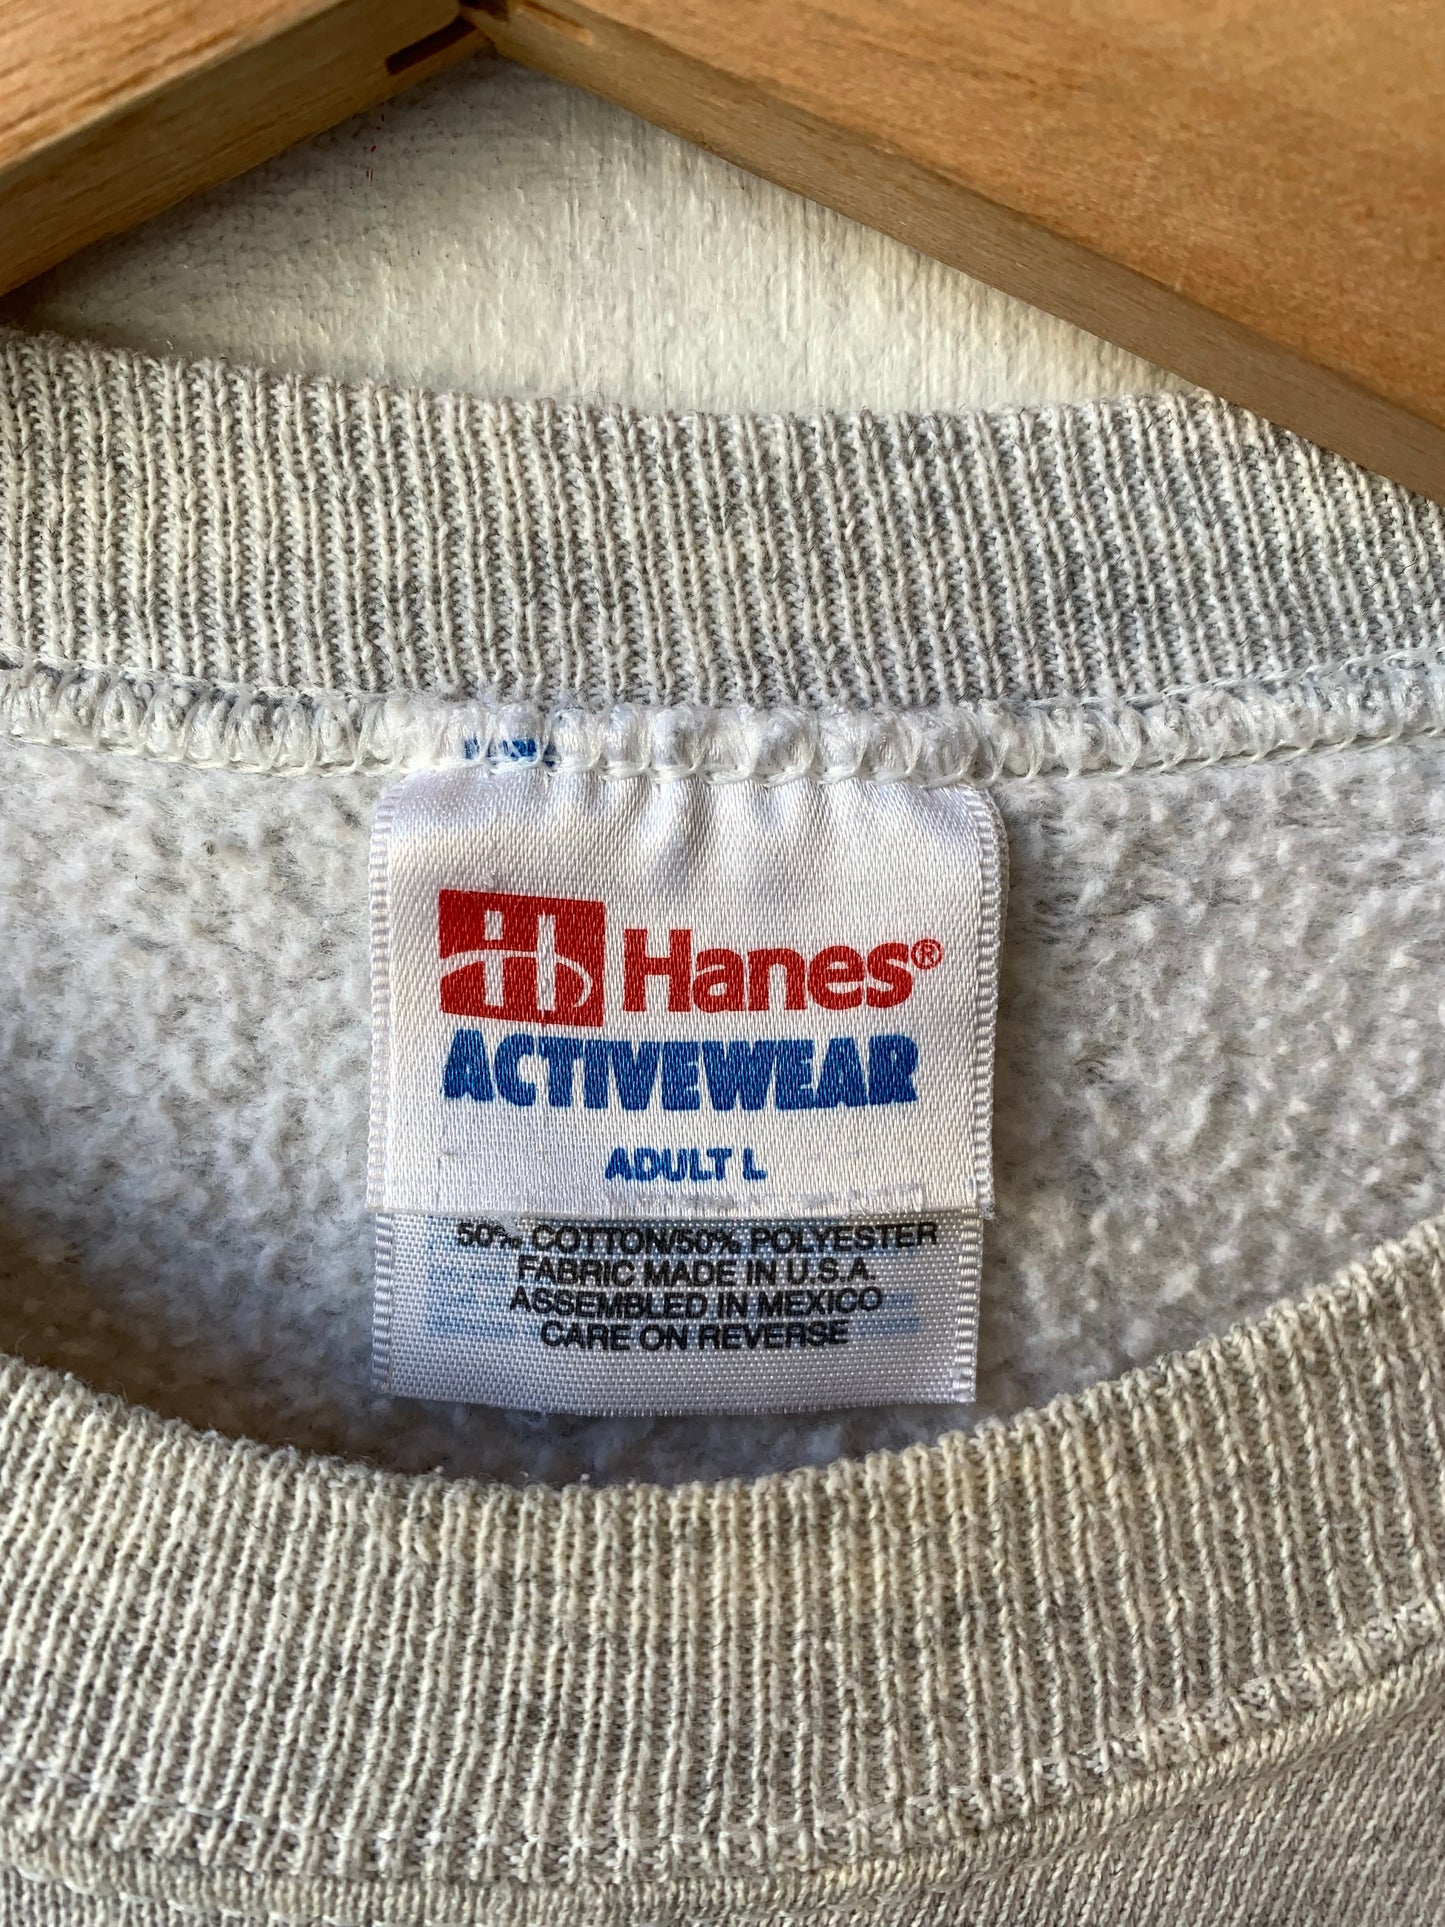 Hanes®
ACTIVEWEAR
ADULT L
50% COTTON/50% POLYESTER
FABRIC MADE IN U.S.A.
ASSEMBLED IN MEXICO
CARE ON REVERSE